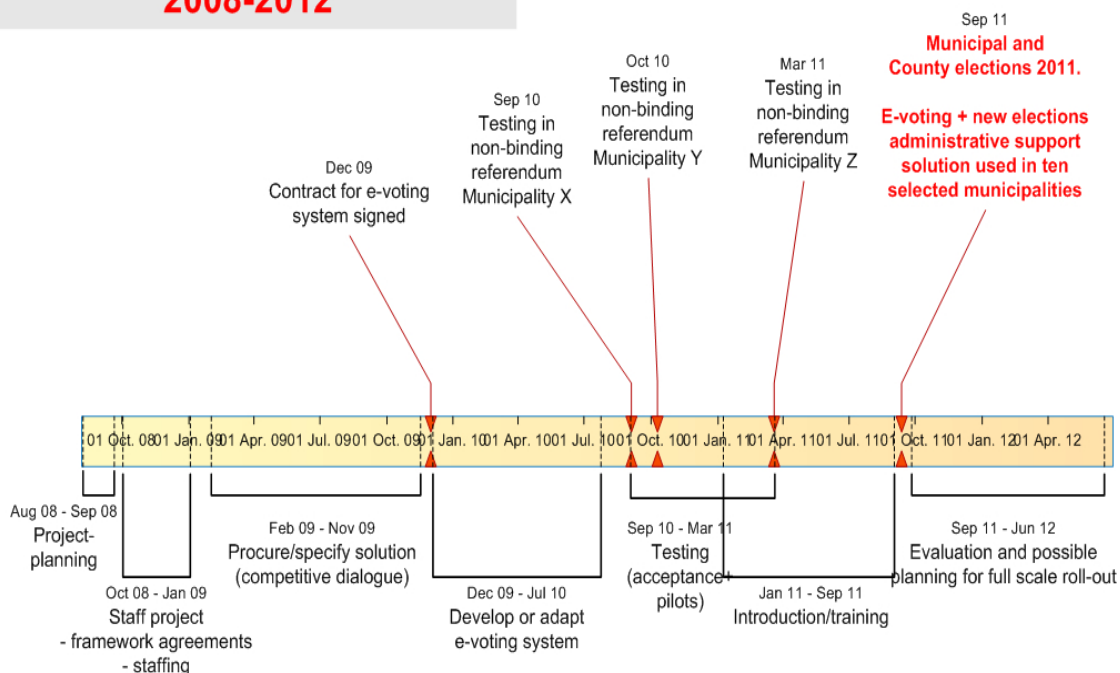 2008-2012
Sep 11
Municipal and
County elections 2011.
E-voting + new elections
administrative support
solution used in ten
selected municipalities
Oct 10
Testing in
non-binding
referendum
Municipality Y
Mar 11
Testing in
non-binding
referendum
Municipality Z
Sep 10
Testing in
non-binding
referendum
Municipality X
Dec 09
Contract for e-voting
system signed
01 Oct. 08 01 Jan. 09 01 Apr. 09 01 Jul. 09 01 Oct. 09 01 Jan. 10 01 Apr. 10 01 Jul. 10 01 Oct. 10 01 Jan. 11 01 Apr. 11 01 Jul. 11 01 Oct. 11 01 Jan. 12 01 Apr. 12
Aug 08 - Sep 08
Project-
planning
Oct 08 - Jan 09
Staff project
- framework agreements
- staffing
Feb 09 - Nov 09
Procure/specify solution
(competitive dialogue)
Dec 09 - Jul 10
Develop or adapt
e-voting system
Sep 10 - Mar 11
Testing
(acceptance+
pilots)
Jan 11 - Sep 11
Introduction/training
Sep 11 - Jun 12
Evaluation and possible
planning for full scale roll-out